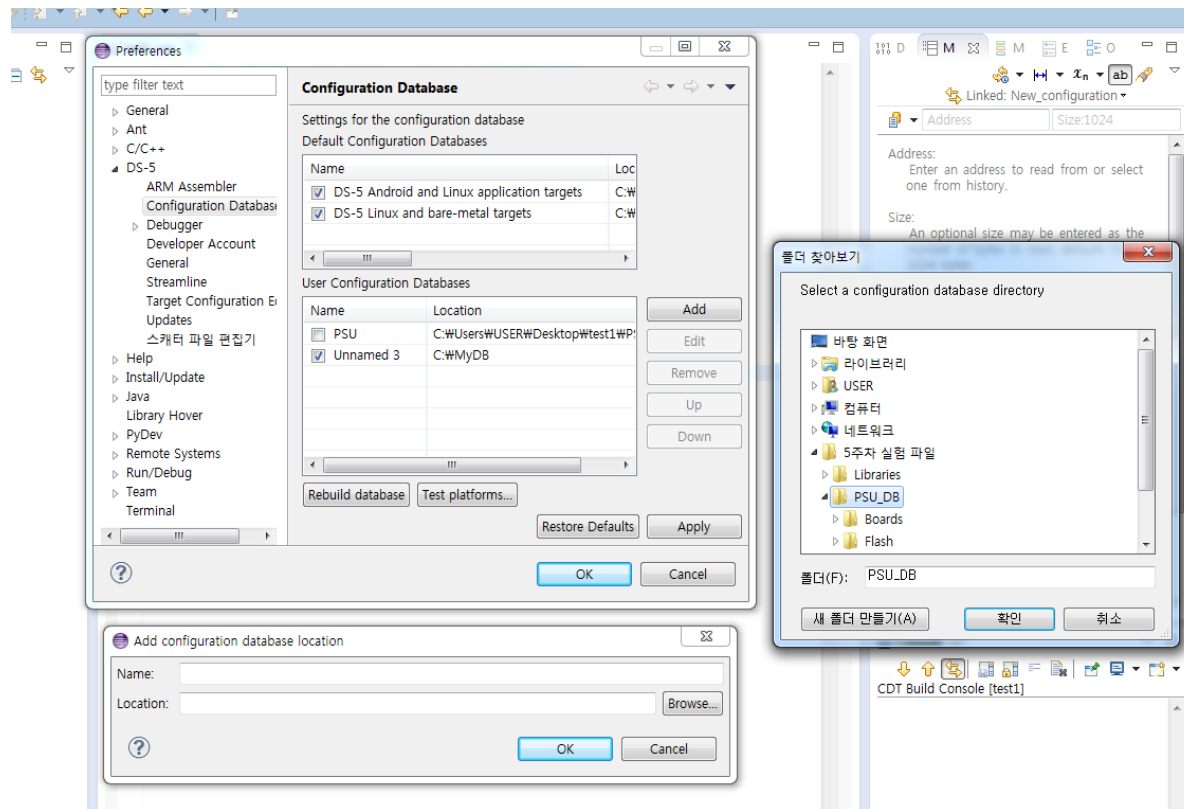 Preferences
type filter text
General
Ant
C/C++
DS-5
ARM Assembler
Configuration Databas
Debugger
Developer Account
General
Streamline
Target Configuration E
Updates
스캐터 파일 편집기
Help
Install/Update
Java
Library Hover
PyDev
Remote Systems
Run/Debug
Team
Terminal
Configuration Database
Settings for the configuration database
Default Configuration Databases
Name Loc
DS-5 Android and Linux application targets C:₩
DS-5 Linux and bare-metal targets C:₩
User Configuration Databases
Name Location
PSU C:₩Users₩USER₩Desktop₩test1₩P
Unnamed 3 C:₩MyDB
Add
Edit
Remove
Up
Down
Rebuild database Test platforms...
Restore Defaults Apply
OK Cancel
Add configuration database location
Name:
Location: Browse...
OK Cancel
D M M E O
Linked: New_configuration
Address Size:1024
Address:
Enter an address to read from or select
one from history.
Size:
An optional size may be entered as the
폴더 찾아보기
Select a configuration database directory
바탕 화면
라이브러리
USER
컴퓨터
네트워크
5주차 실험 파일
Libraries
PSU_DB
Boards
Flash
폴더(F): PSU_DB
새 폴더 만들기(A) 확인 취소
CDT Build Console [test1]